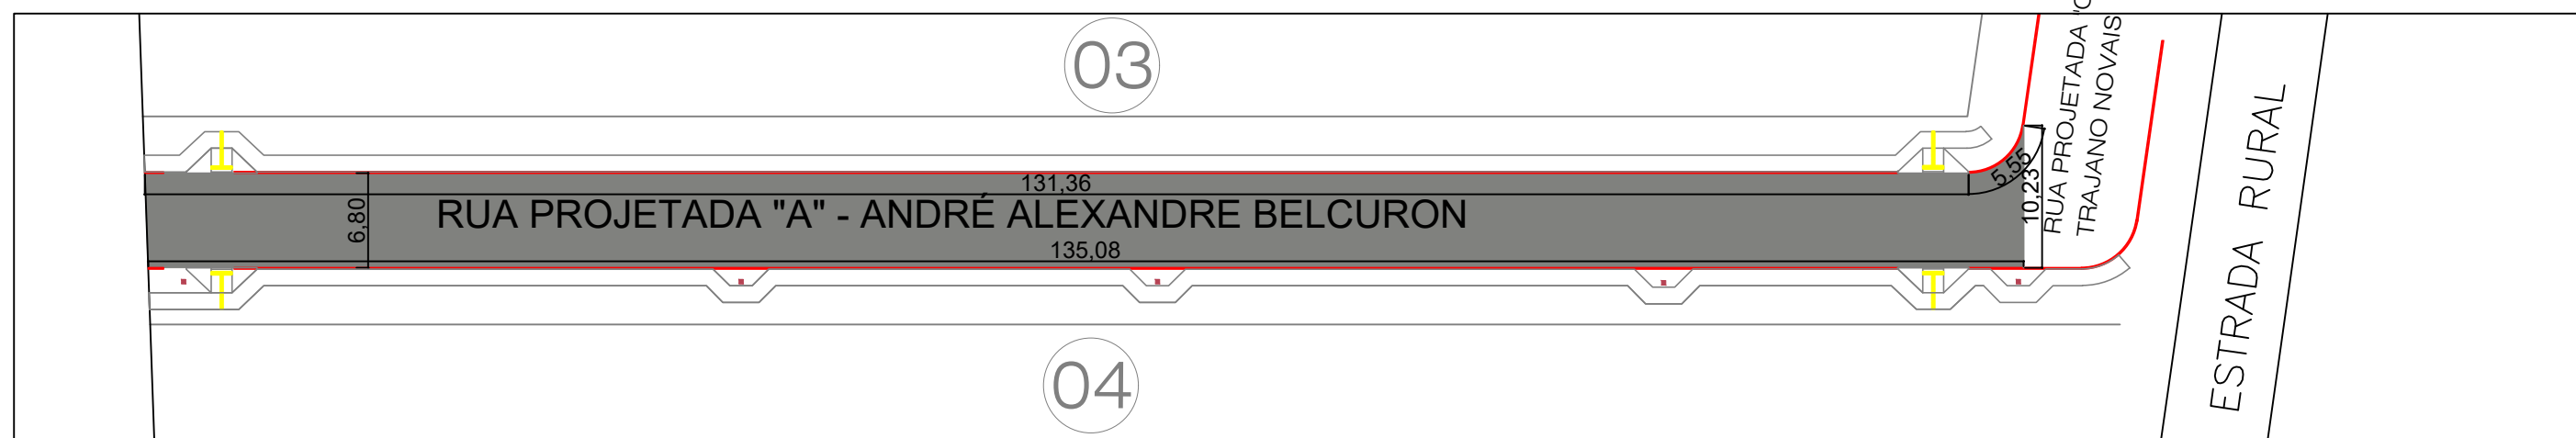 03
RUA PROJETADA "C
TRAJANO NOVAIS
131,36
5,55
6,80
RUA PROJETADA "A" - ANDRÉ ALEXANDRE BELCURON
10,23
135,08
ESTRADA RURAL
04